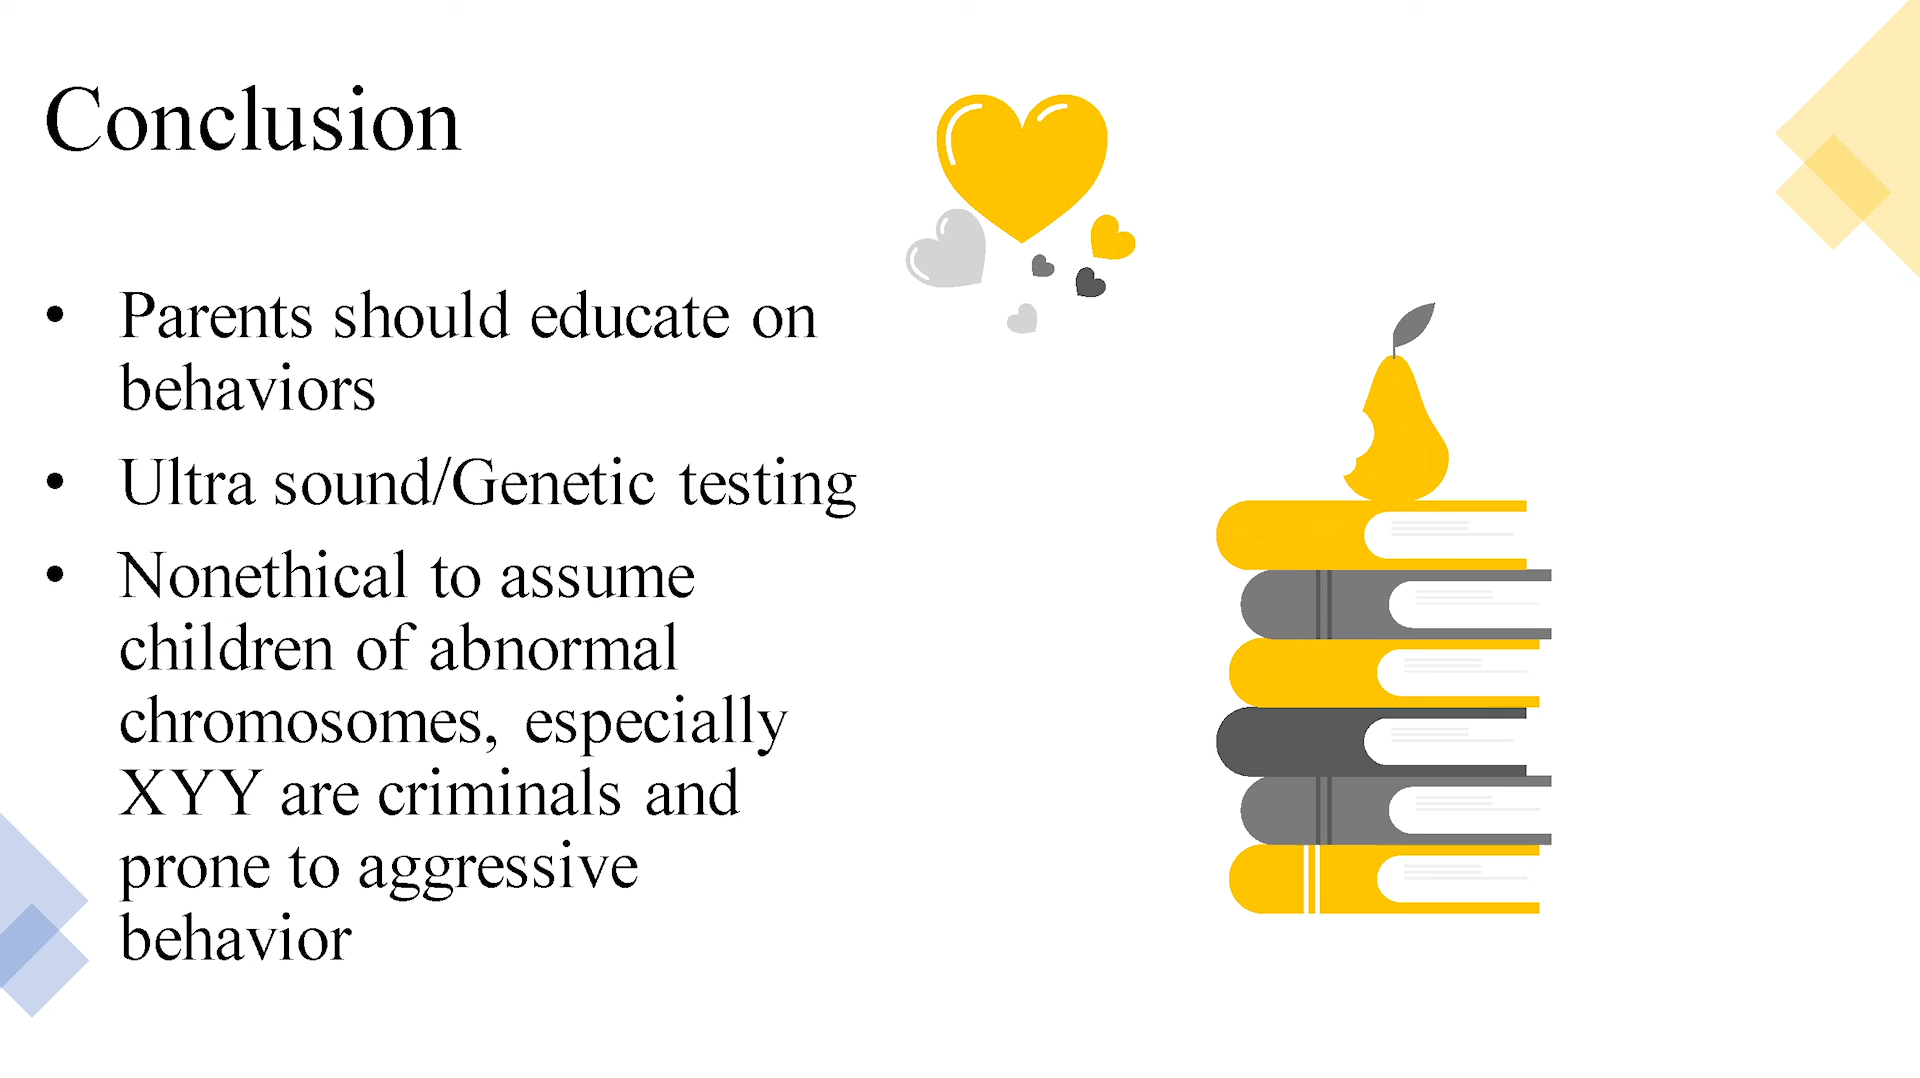 Conclusion
• Parents should educate on
behaviors
• Ultra sound/Genetic testing
• Nonethical to assume
children of abnormal
chromosomes, especially
XYY are criminals and
prone to aggressive
behavior